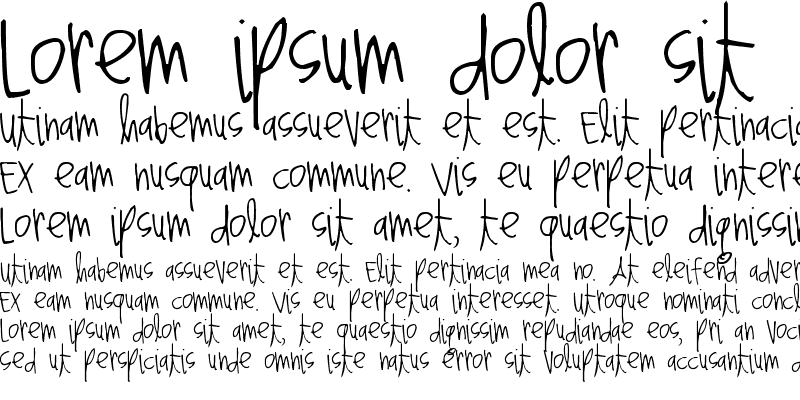 Lorem ipsum dolor sit
utinam habemus assueverit et est. Elit pertinacia
Ex eam nusquam commune. Vis eu perpetua intere
Lorem ipsum dolor sit amet, te quaestio dignissim
utinam habemus assueverit et est. Elit pertinacia mea no. At eleifend adver
Ex eam nusquam commune. Vis eu perpetua interesset. utroque nominati concl
Lorem ipsum dolor sit amet, te quaestio dignissim repudiandae eos, pri an voc
sed ut perspiciatis unde omnis iste natus error sit voluptatem accusantium d